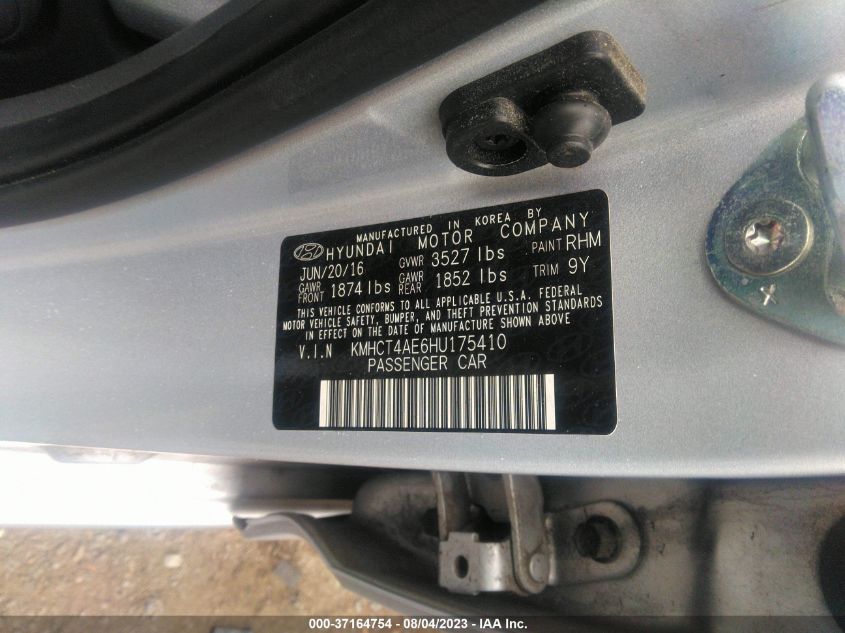 MANUFACTURED IN KOREA BY
HYUNDAI MOTOR COMPANY
JUN/20/16 GVWR 3527 lbs PAINT RHM
GAWR FRONT 1874 lbs GAWR REAR 1852 lbs TRIM 9Y
THIS VEHICLE CONFORMS TO ALL APPLICABLE U.S.A. FEDERAL
MOTOR VEHICLE SAFETY, BUMPER, AND THEFT PREVENTION STANDARDS
IN EFFECT ON THE DATE OF MANUFACTURE SHOWN ABOVE
V.I.N KMHCT4AE6HU175410
PASSENGER CAR
000-37164754 - 08/04/2023 - IAA Inc.